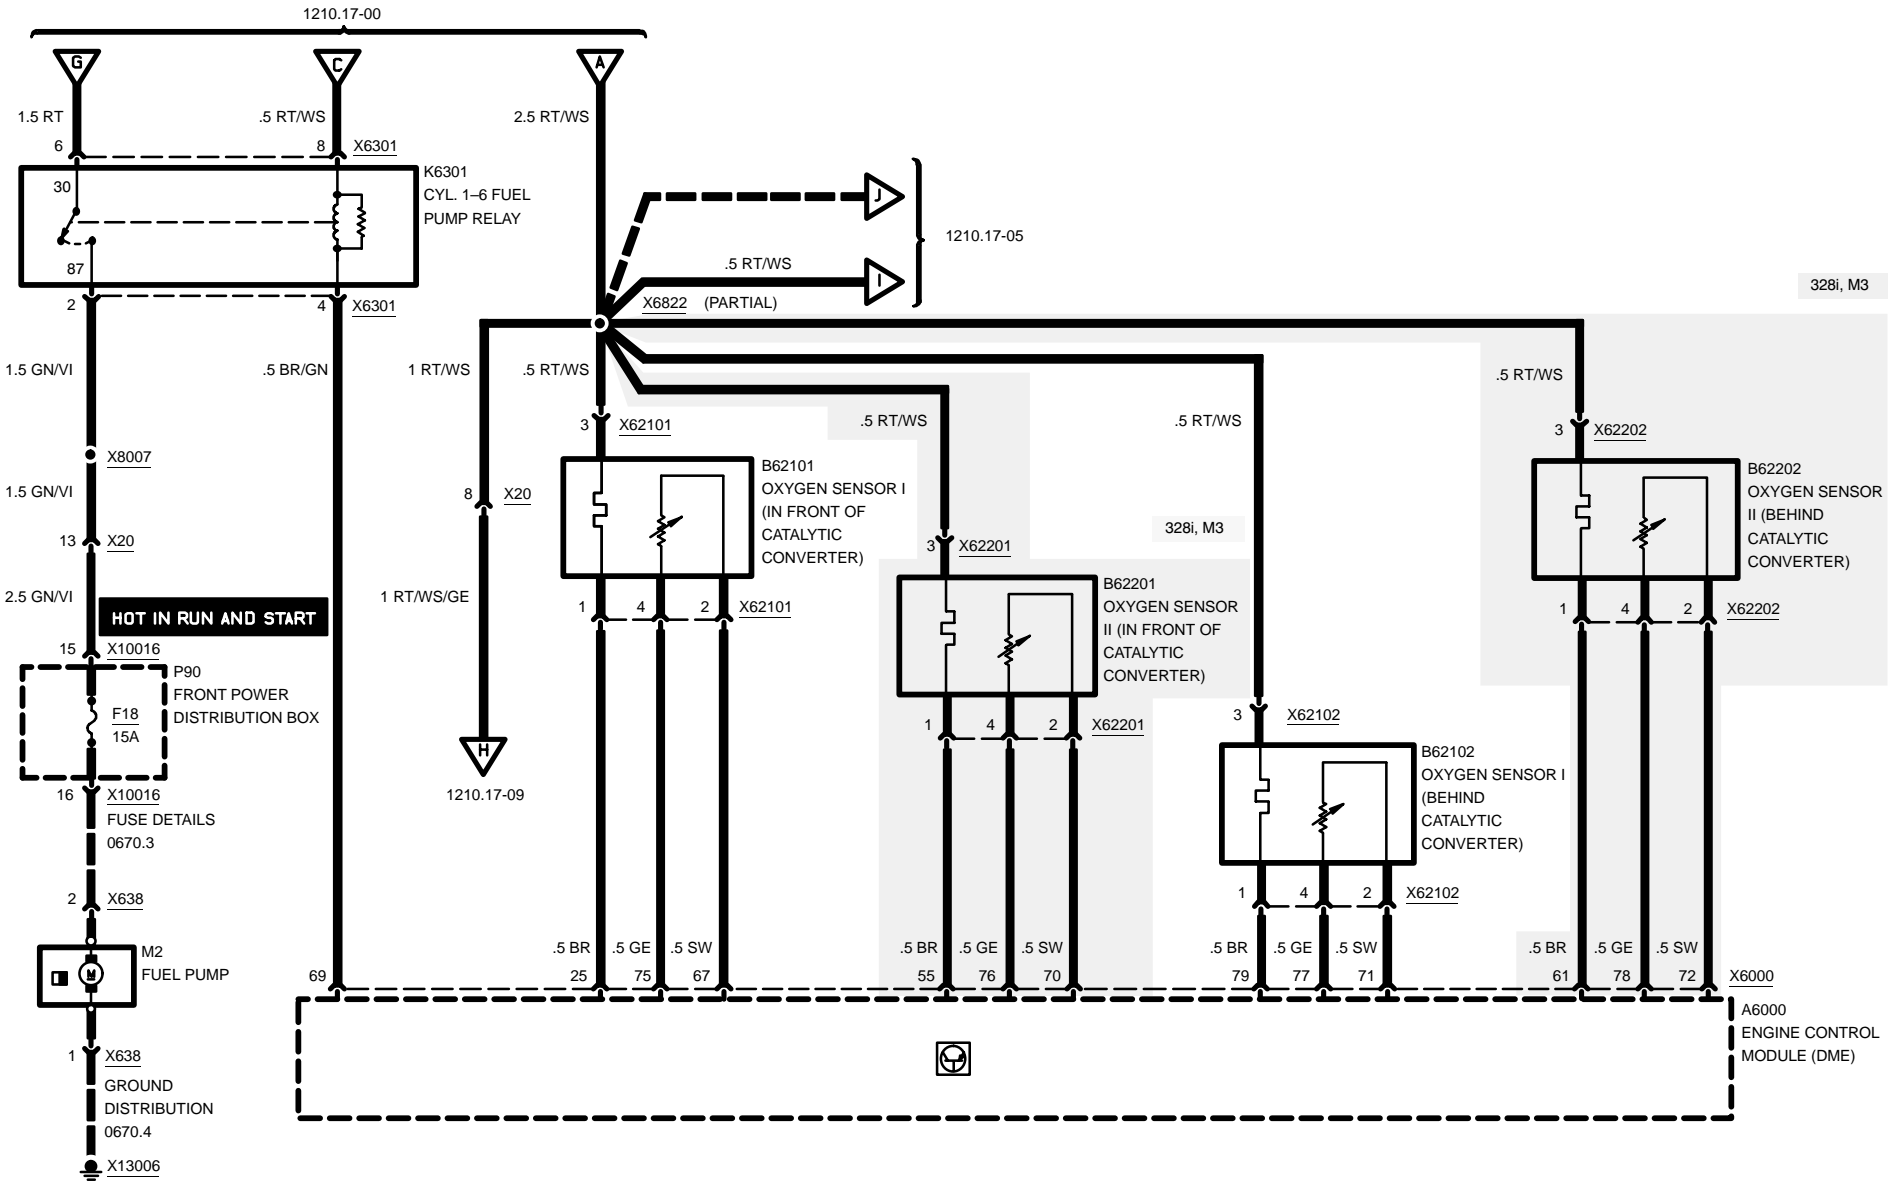 1210.17-00
G
C
A
1.5 RT
.5 RT/WS
2.5 RT/WS
6
8
X6301
K6301
CYL. 1–6 FUEL
PUMP RELAY
30
87
J
I
1210.17-05
.5 RT/WS
X6822 (PARTIAL)
328i, M3
2
4
X6301
1.5 GN/VI
.5 BR/GN
1 RT/WS
.5 RT/WS
.5 RT/WS
.5 RT/WS
.5 RT/WS
3
X62101
3
X62202
X8007
1.5 GN/VI
13
X20
8
X20
B62101
OXYGEN SENSOR I
(IN FRONT OF
CATALYTIC
CONVERTER)
328i, M3
B62202
OXYGEN SENSOR
II (BEHIND
CATALYTIC
CONVERTER)
3
X62201
2.5 GN/VI
HOT IN RUN AND START
1 RT/WS/GE
1
4
2
X62101
B62201
OXYGEN SENSOR
II (IN FRONT OF
CATALYTIC
CONVERTER)
1
4
2
X62202
15
X10016
P90
FRONT POWER
DISTRIBUTION BOX
F18
15A
1
4
2
X62201
3
X62102
H
1210.17-09
B62102
OXYGEN SENSOR I
(BEHIND
CATALYTIC
CONVERTER)
16
X10016
FUSE DETAILS
0670.3
2
X638
1
4
2
X62102
M2
FUEL PUMP
M
.5 BR
.5 GE
.5 SW
.5 BR
.5 GE
.5 SW
.5 BR
.5 GE
.5 SW
.5 BR
.5 GE
.5 SW
69
25
75
67
55
76
70
79
77
71
61
78
72
X6000
A6000
ENGINE CONTROL
MODULE (DME)
1
X638
GROUND
DISTRIBUTION
0670.4
X13006